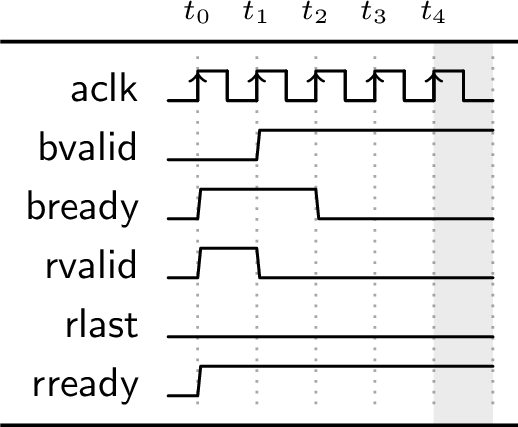 t0 t1 t2 t3 t4
aclk
bvalid
bready
rvalid
rlast
rready